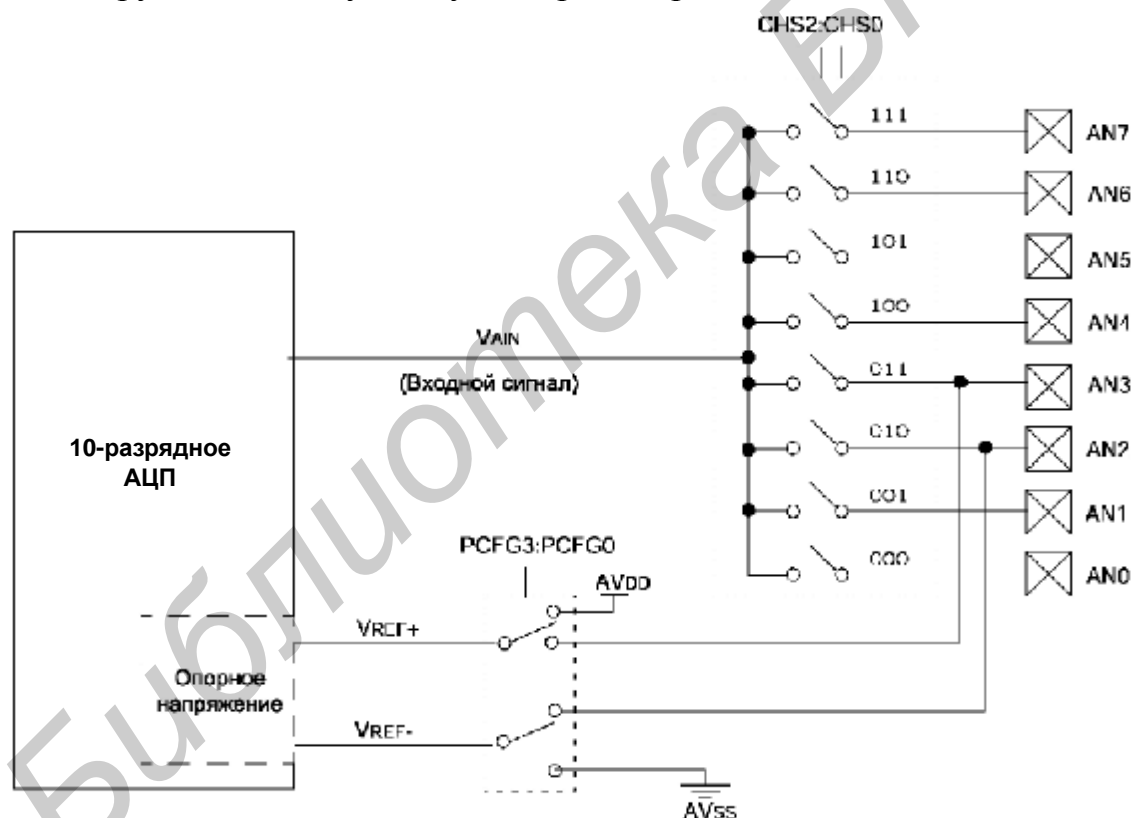 CHS2:CHS0
111
AN7
110
AN6
101
AN5
100
AN4
VAIN
(Входной сигнал)
011
AN3
10-разрядное
АЦП
010
AN2
001
AN1
PCFG3:PCFG0
000
AN0
AVDD
VREF+
Опорное
напряжение
VREF-
AVSS
Библиотека